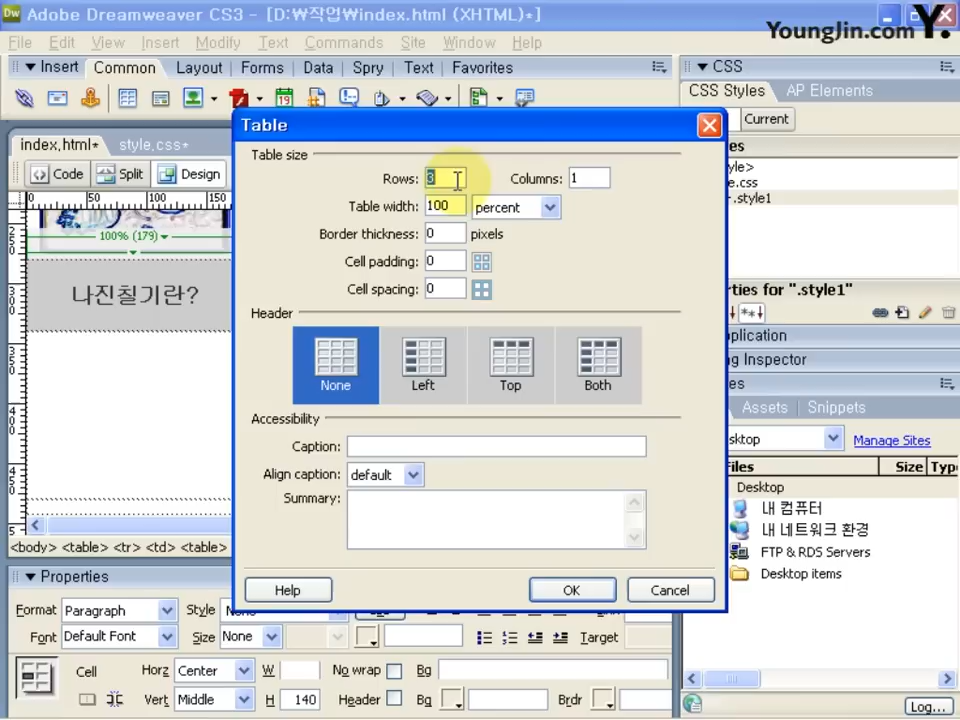 Adobe Dreamweaver CS3 - [D:₩작업₩index.html (XHTML)*]
YoungJin.com Y.
File Edit View Insert Modify Text Commands Site Window Help
Insert Common Layout Forms Data Spry Text Favorites
CSS
CSS Styles AP Elements
Current
Table
index.html* style.css*
Code Split Design
Table size
Rows: 3 Columns: 1
Table width: 100 percent
Border thickness: 0 pixels
Cell padding: 0
Cell spacing: 0
Header
None Left Top Both
Accessibility
Caption:
Align caption: default
Summary:
Help OK Cancel
0 50 100 150
100% (179)
나진칠기란?
.style1
rties for ".style1"
Assets Snippets
Manage Sites
Size
Desktop
내 컴퓨터
내 네트워크 환경
FTP & RDS Servers
Desktop items
<body> <table> <tr> <td> <table>
Properties
Format Paragraph Style
Font Default Font Size None Target
Cell Horz Center W No wrap Bg
Vert Middle H 140 Header Bg Brdr
Log...